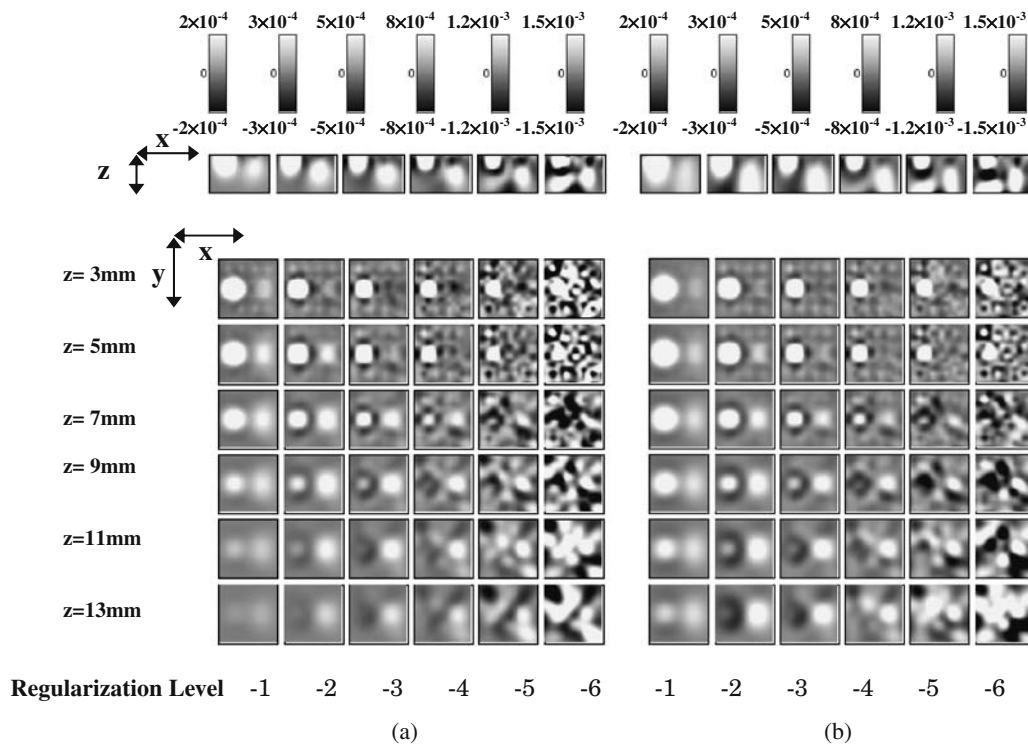 2×10-4 3×10-4 5×10-4 8×10-4 1.2×10-3 1.5×10-3 2×10-4 3×10-4 5×10-4 8×10-4 1.2×10-3 1.5×10-3
0 0 0 0 0 0 0 0 0 0 0 0
-2×10-4 -3×10-4 -5×10-4 -8×10-4 -1.2×10-3 -1.5×10-3 -2×10-4 -3×10-4 -5×10-4 -8×10-4 -1.2×10-3 -1.5×10-3
x
z
x
y
z= 3mm
z= 5mm
z= 7mm
z= 9mm
z=11mm
z=13mm
Regularization Level -1 -2 -3 -4 -5 -6 -1 -2 -3 -4 -5 -6
(a) (b)